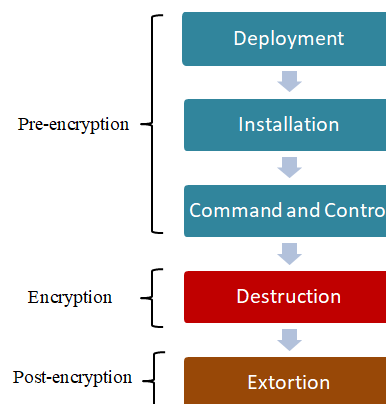 Deployment
Pre-encryption
Installation
Command and Contro
Encryption
Destruction
Post-encryption
Extortion